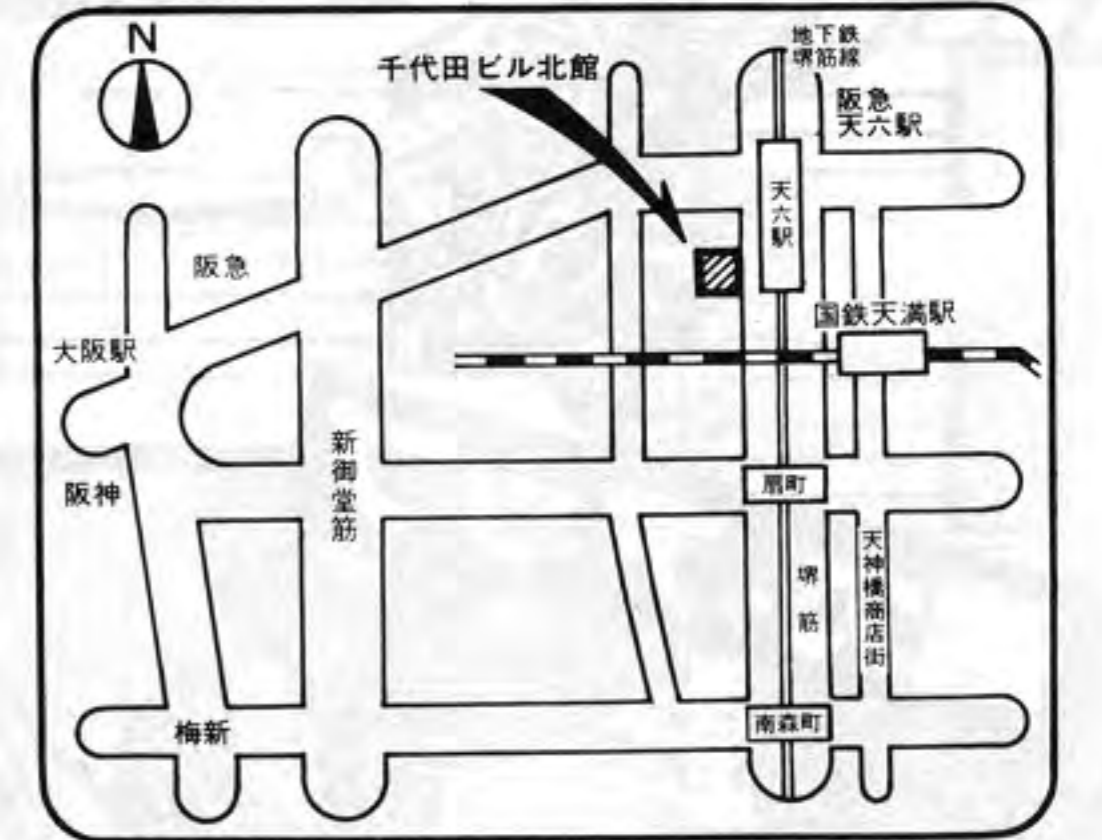 N
千代田ビル北館
地下鉄
堺筋線
阪急
天六駅
天六駅
阪急
国鉄天満駅
大阪駅
新御堂筋
阪神
扇町
堺筋
天神橋商店街
梅新
南森町